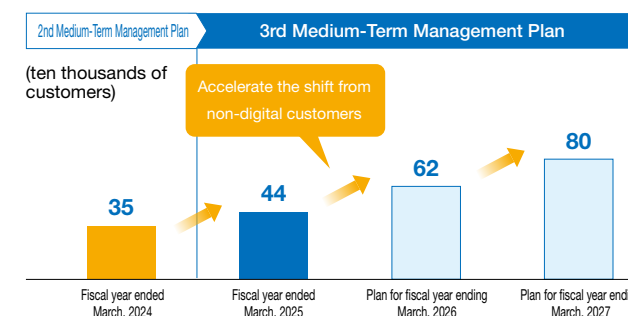 2nd Medium-Term Management Plan
3rd Medium-Term Management Plan
(ten thousands of
customers)
Accelerate the shift from
non-digital customers
35
44
62
80
Fiscal year ended
March, 2024
Fiscal year ended
March, 2025
Plan for fiscal year ending
March, 2026
Plan for fiscal year endi
March, 2027